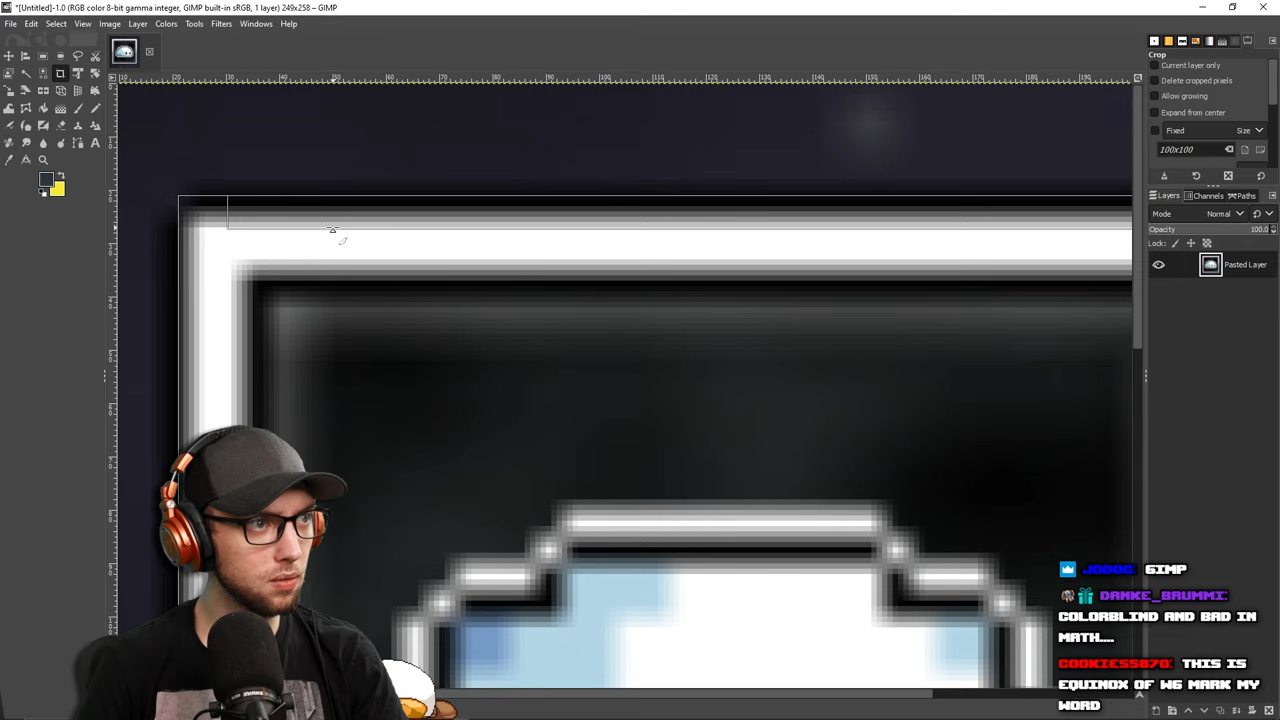 *[Untitled]-1.0 (RGB color 8-bit gamma integer, GIMP built-in sRGB, 1 layer) 249x258 – GIMP
File Edit Select View Image Layer Colors Tools Filters Windows Help
Crop
Current layer only
Delete cropped pixels
Allow growing
Expand from center
Fixed Size
100x100
Layers Channels Paths
Mode Normal
Opacity 100.0
Lock:
Pasted Layer
JODOC: GIMP
DANKE_BRUMMI:
COLORBLIND AND BAD IN
MATH....
COOKIESS870: THIS IS
EQUINOX OF W6 MARK MY
WORD